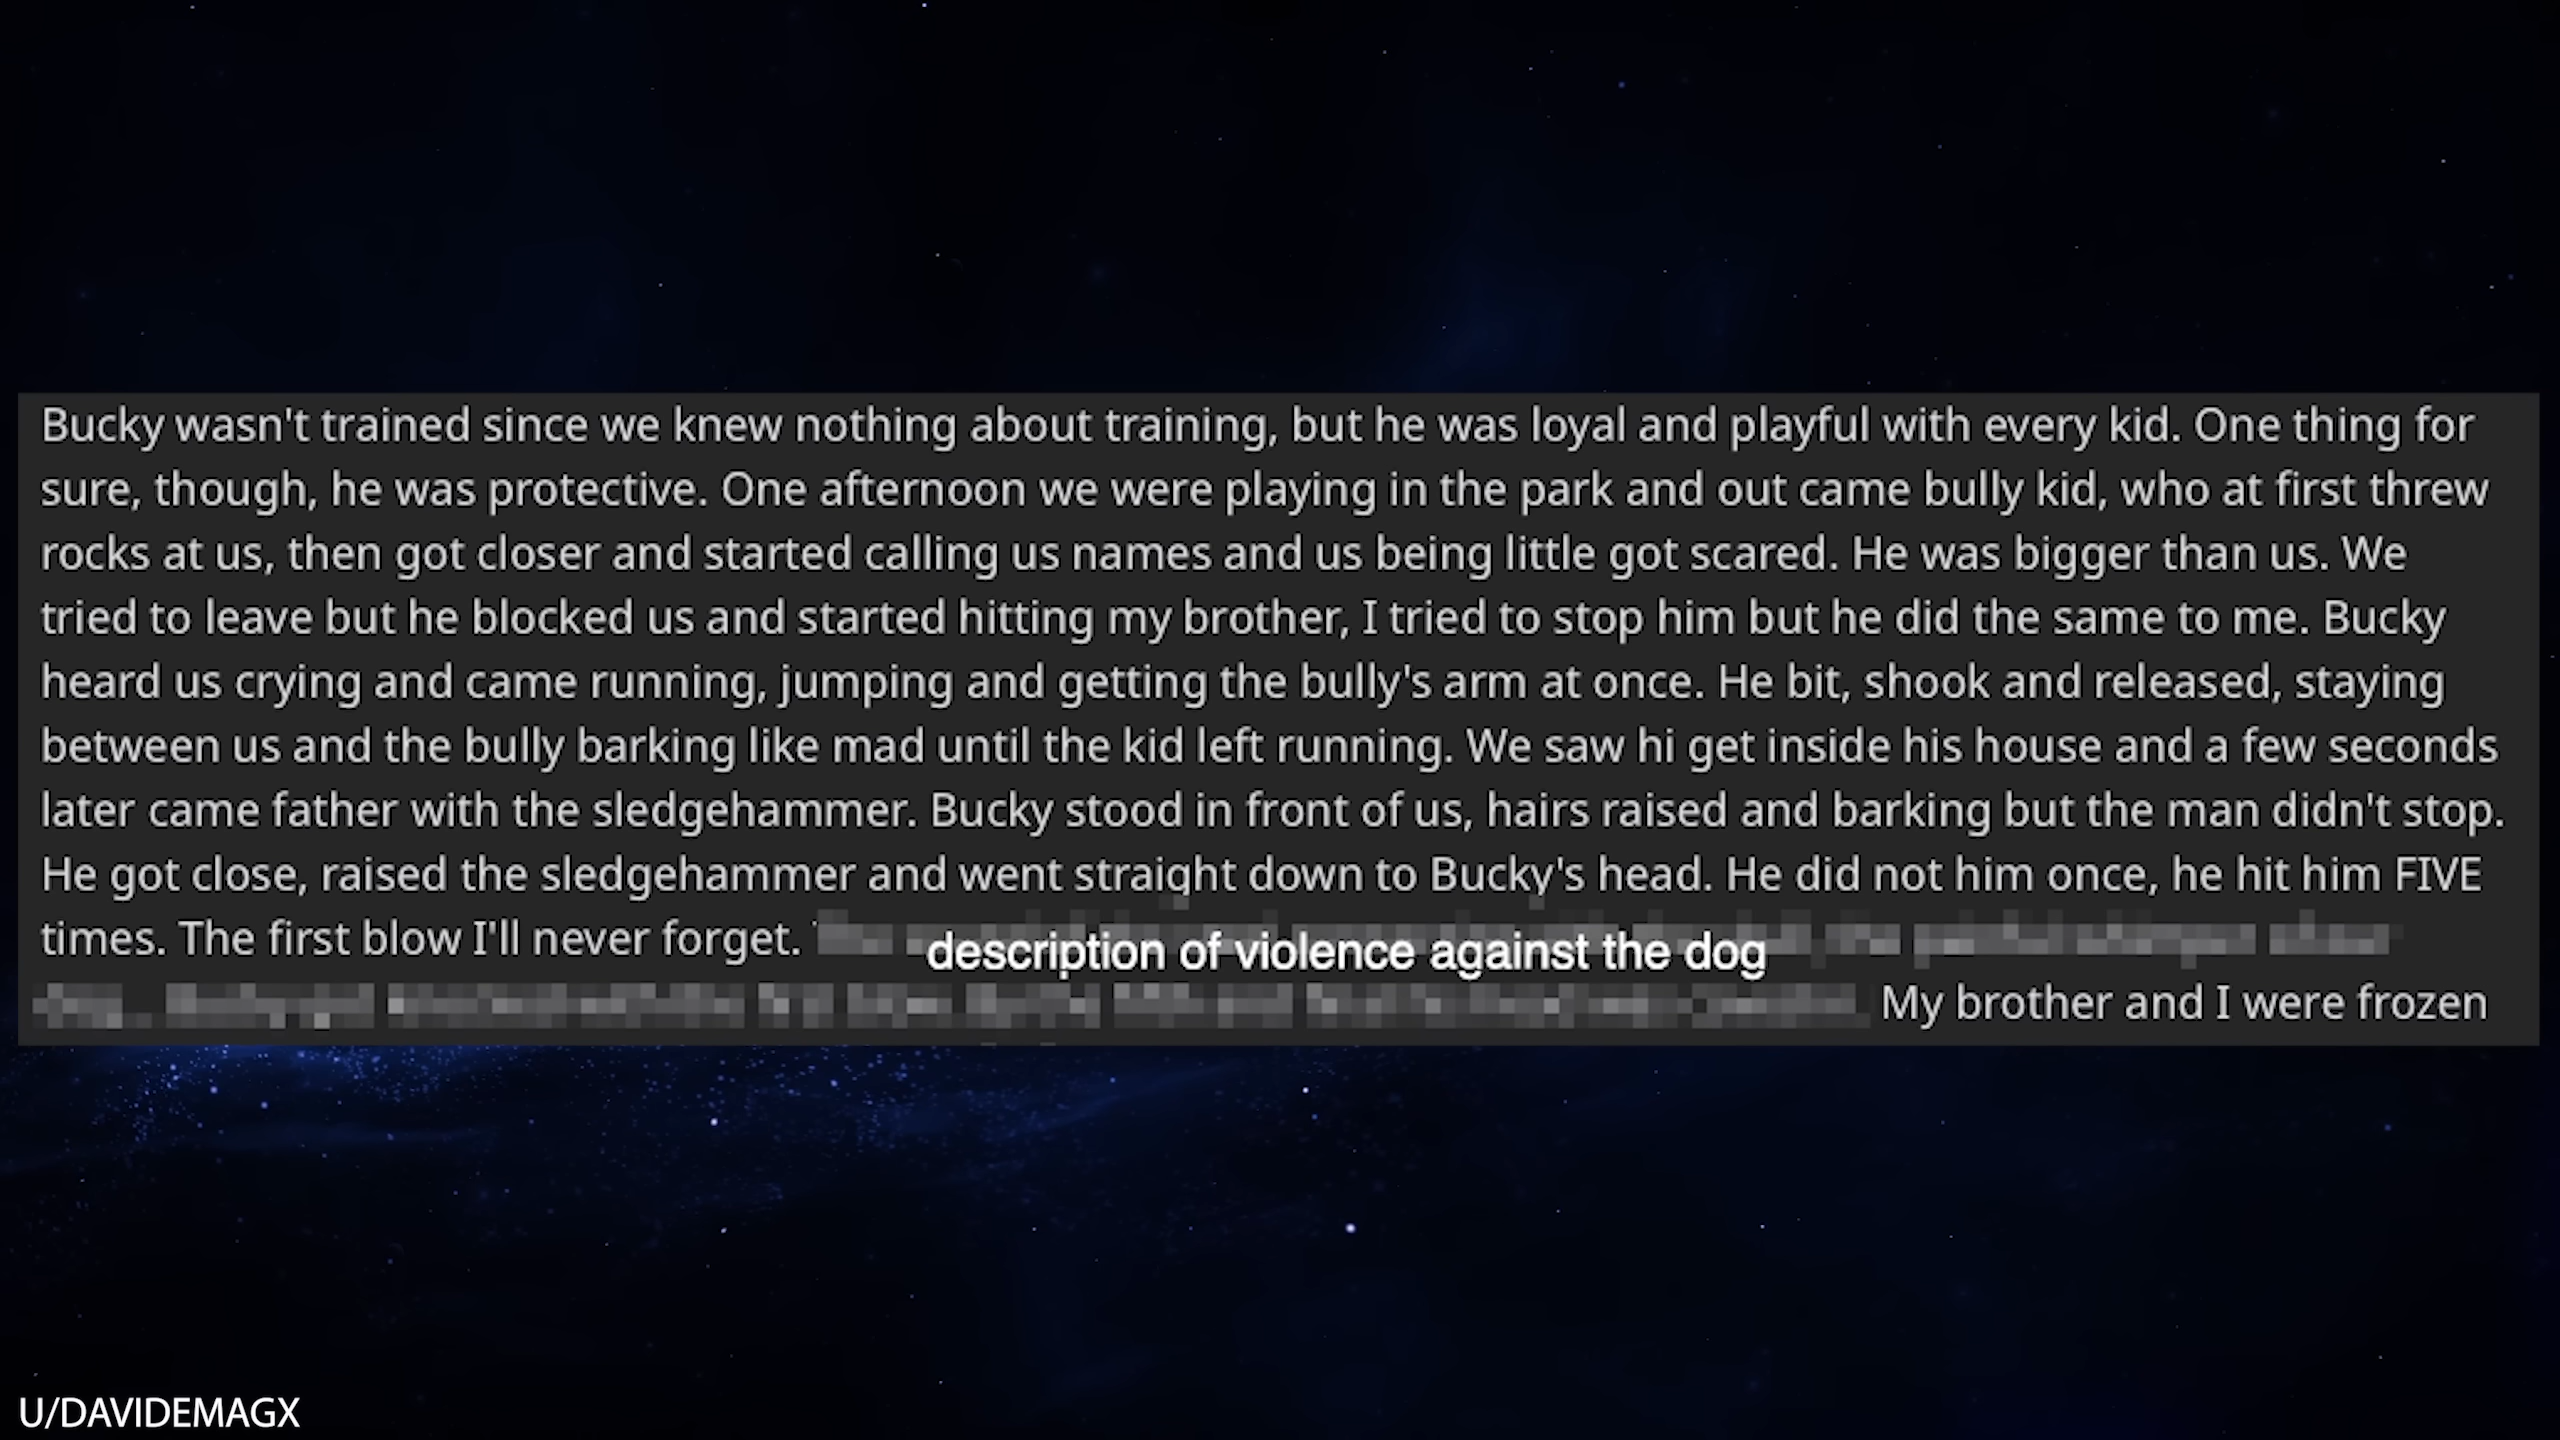 Bucky wasn't trained since we knew nothing about training, but he was loyal and playful with every kid. One thing for
sure, though, he was protective. One afternoon we were playing in the park and out came bully kid, who at first threw
rocks at us, then got closer and started calling us names and us being little got scared. He was bigger than us. We
tried to leave but he blocked us and started hitting my brother, I tried to stop him but he did the same to me. Bucky
heard us crying and came running, jumping and getting the bully's arm at once. He bit, shook and released, staying
between us and the bully barking like mad until the kid left running. We saw hi get inside his house and a few seconds
later came father with the sledgehammer. Bucky stood in front of us, hairs raised and barking but the man didn't stop.
He got close, raised the sledgehammer and went straight down to Bucky's head. He did not him once, he hit him FIVE
times. The first blow I'll never forget.
description of violence against the dog
My brother and I were frozen
U/DAVIDEMAGX